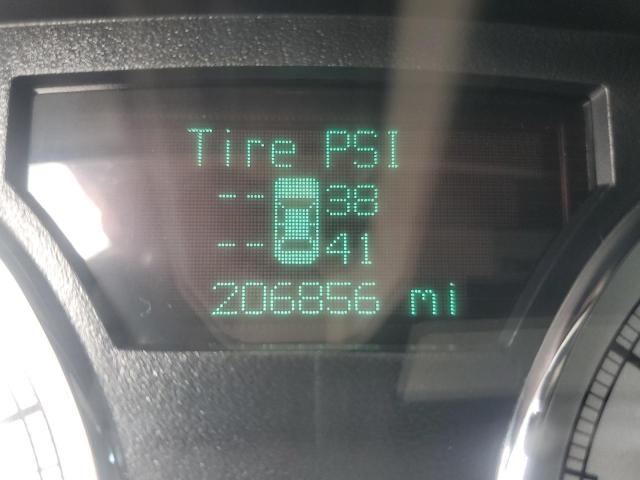 Tire PSI
-- 38
-- 41
206856 mi